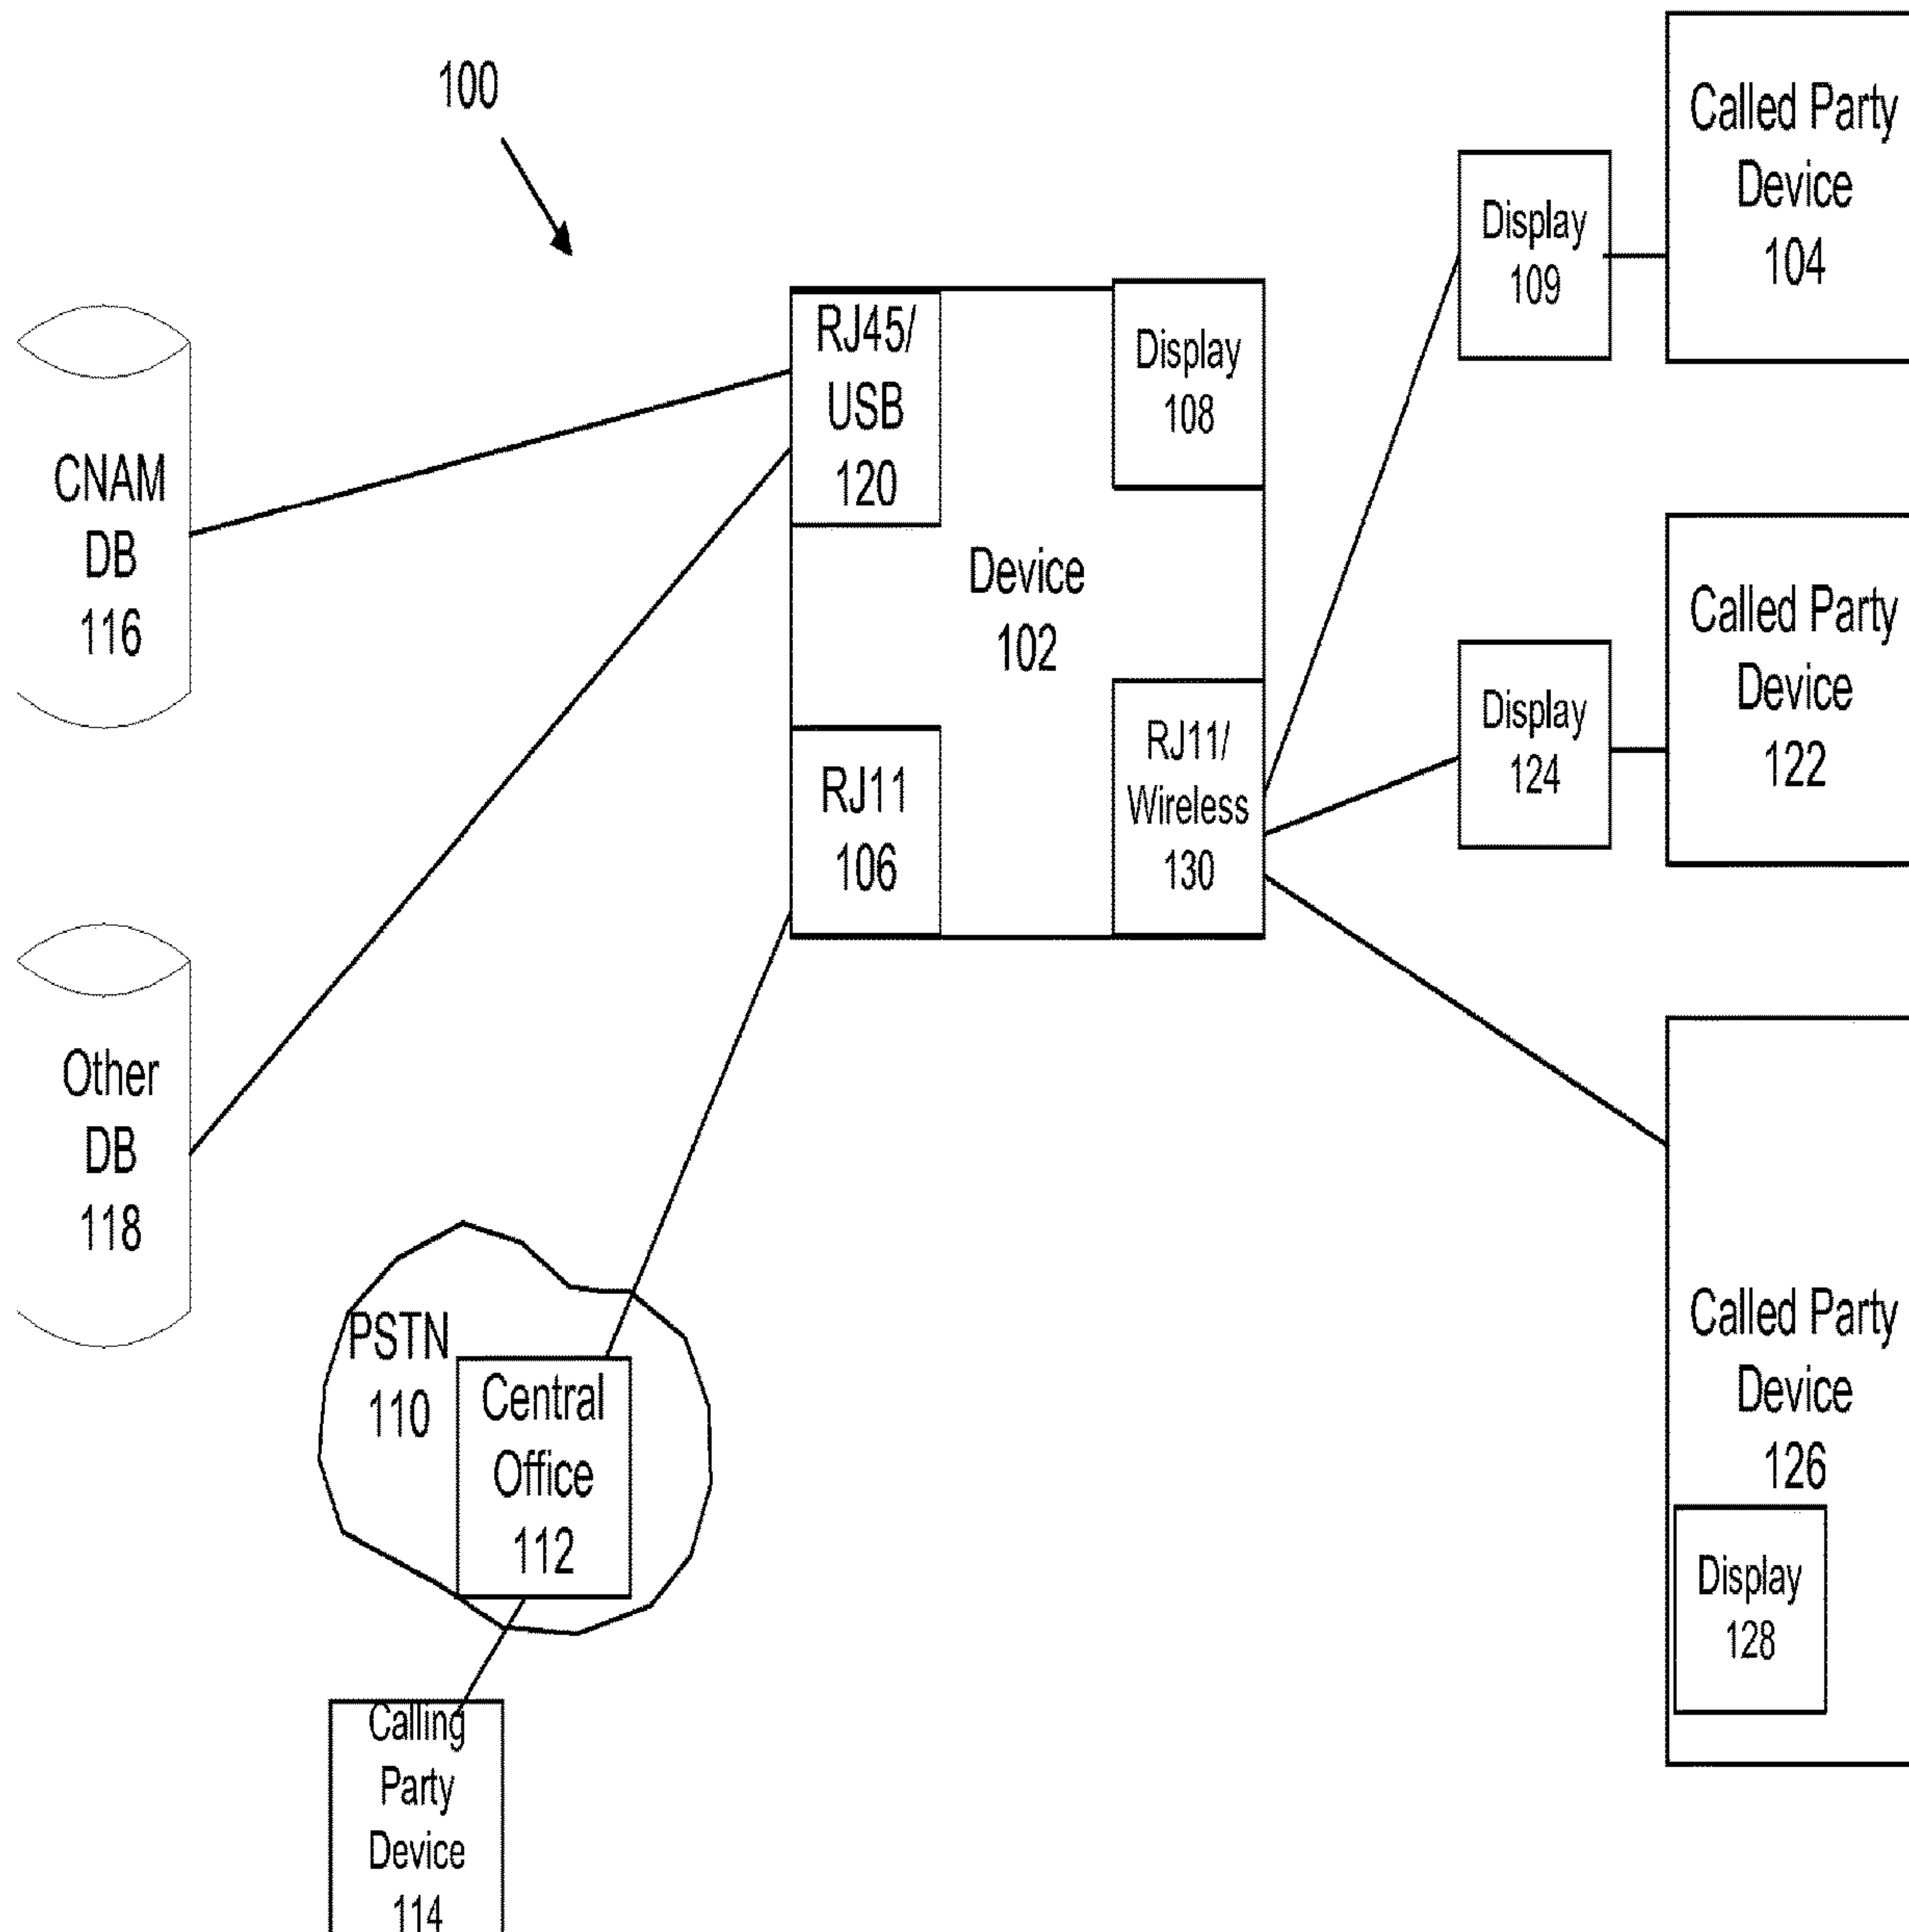 100
Called Party
Device
104
Display
109
RJ45/
USB
120
Display
108
CNAM
DB
116
Device
102
Called Party
Device
122
Display
124
RJ11
106
RJ11/
Wireless
130
Other
DB
118
PSTN
110
Central
Office
112
Called Party
Device
126
Display
128
Calling
Party
Device
114